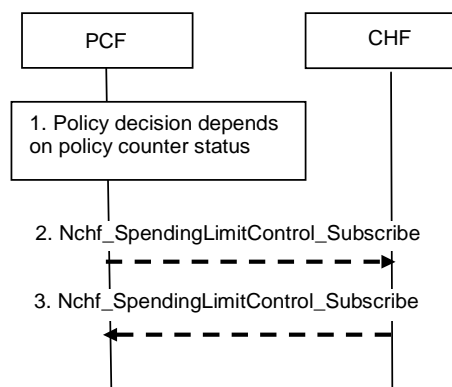 PCF
CHF
1. Policy decision depends
on policy counter status
2. Nchf_SpendingLimitControl_Subscribe
3. Nchf_SpendingLimitControl_Subscribe